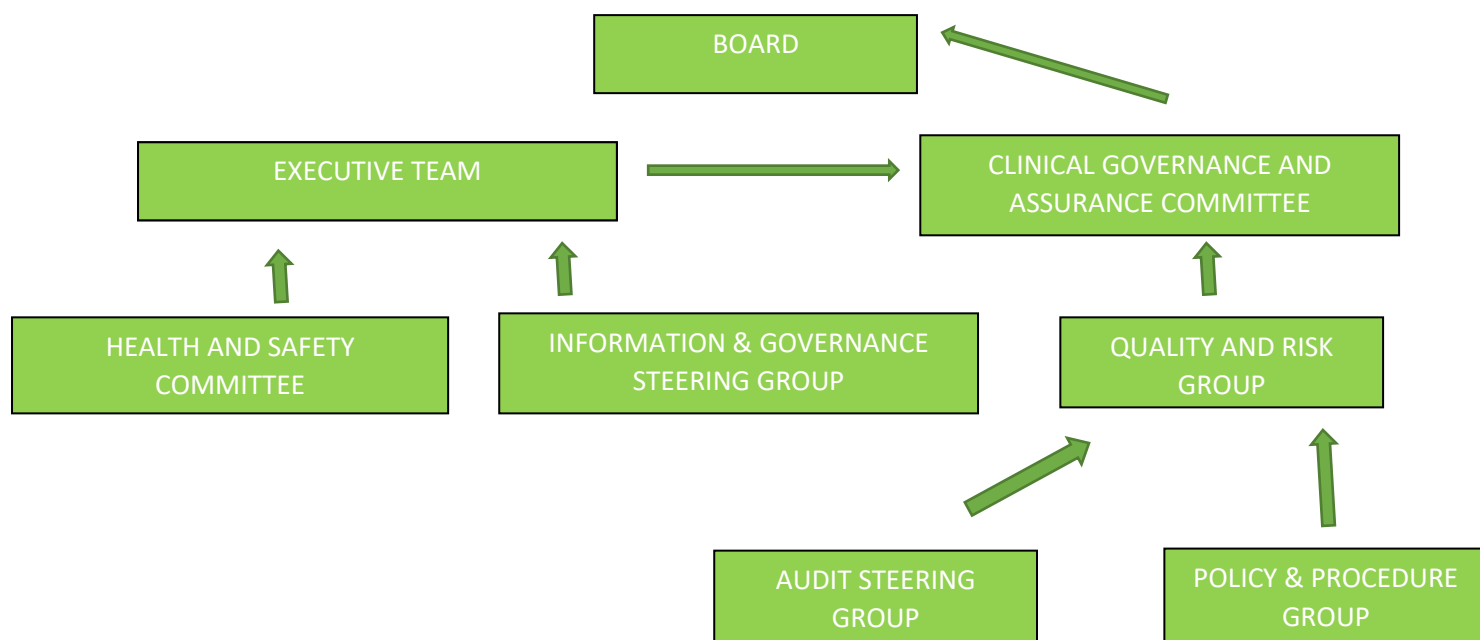 BOARD
EXECUTIVE TEAM
CLINICAL GOVERNANCE AND
ASSURANCE COMMITTEE
HEALTH AND SAFETY
COMMITTEE
INFORMATION & GOVERNANCE
STEERING GROUP
QUALITY AND RISK
GROUP
AUDIT STEERING
GROUP
POLICY & PROCEDURE
GROUP